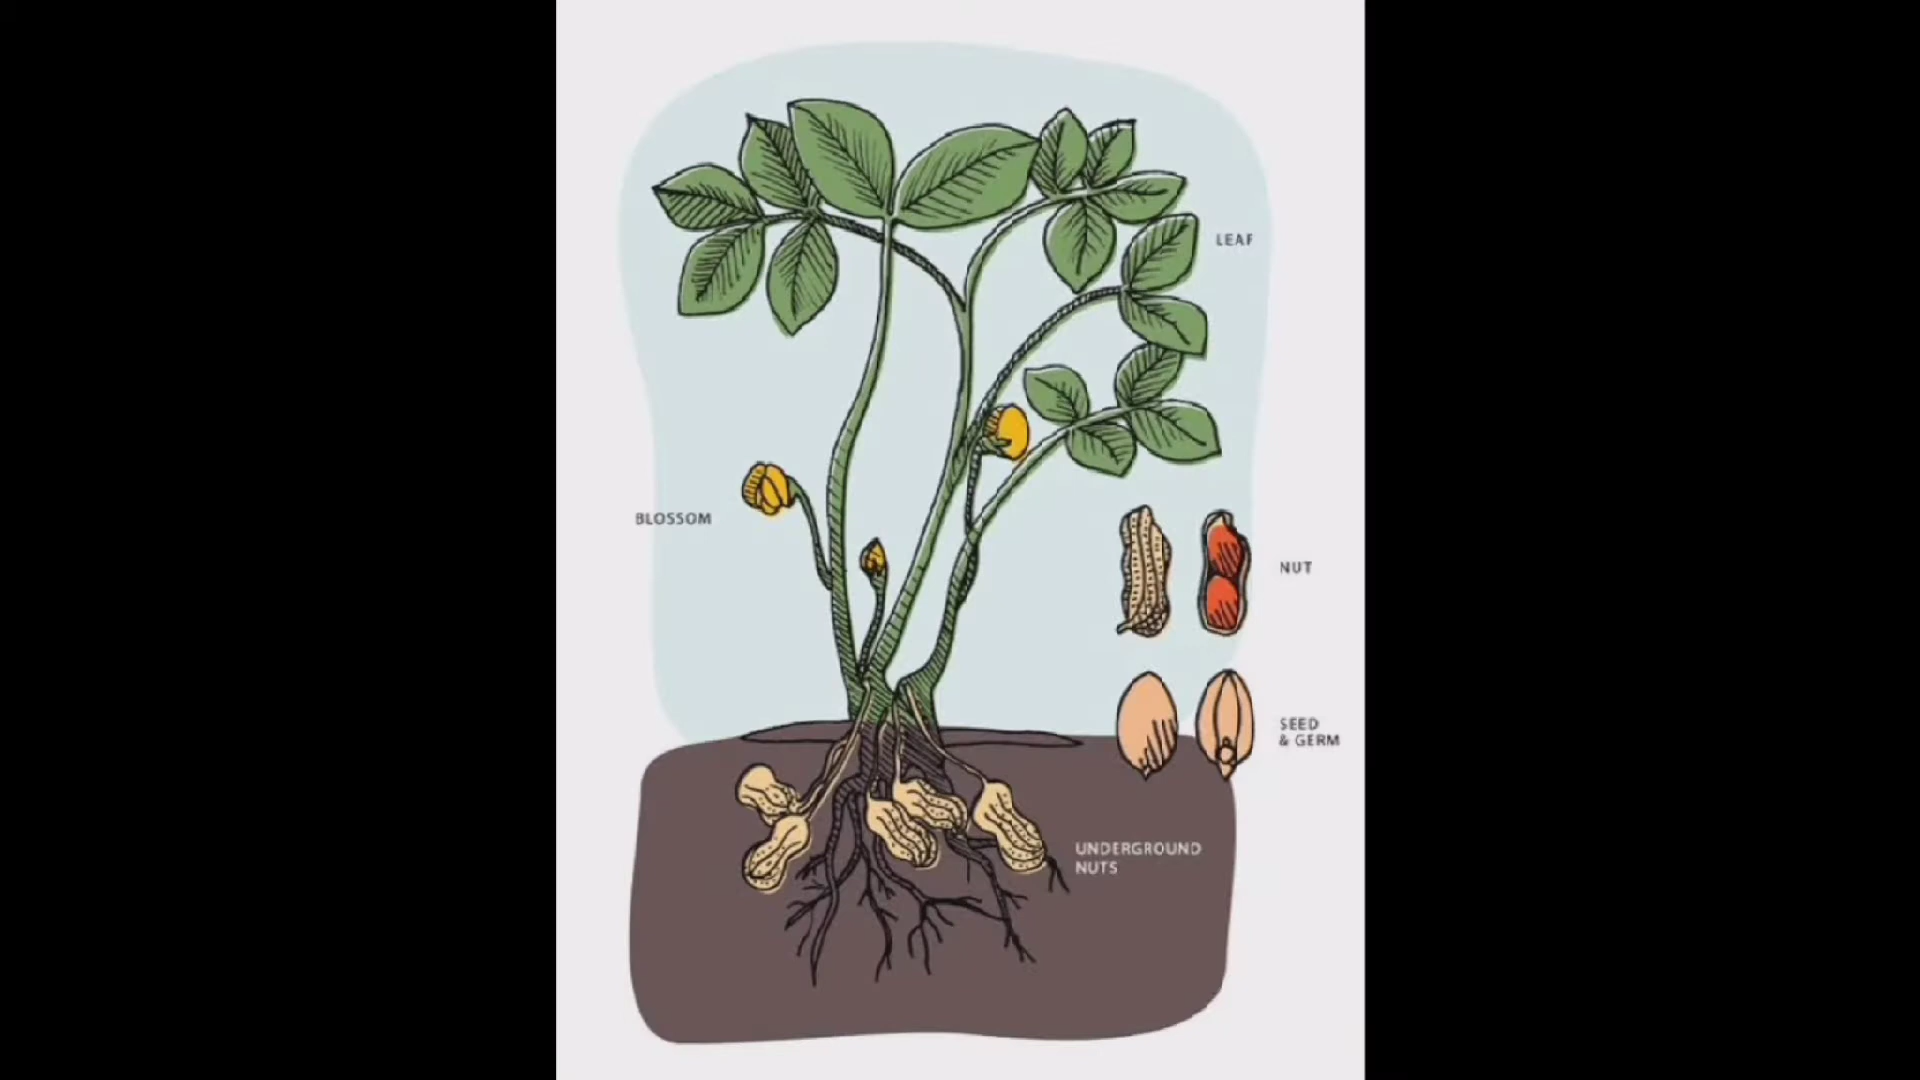 LEAF
BLOSSOM
NUT
SEED
& GERM
UNDERGROUND
NUTS